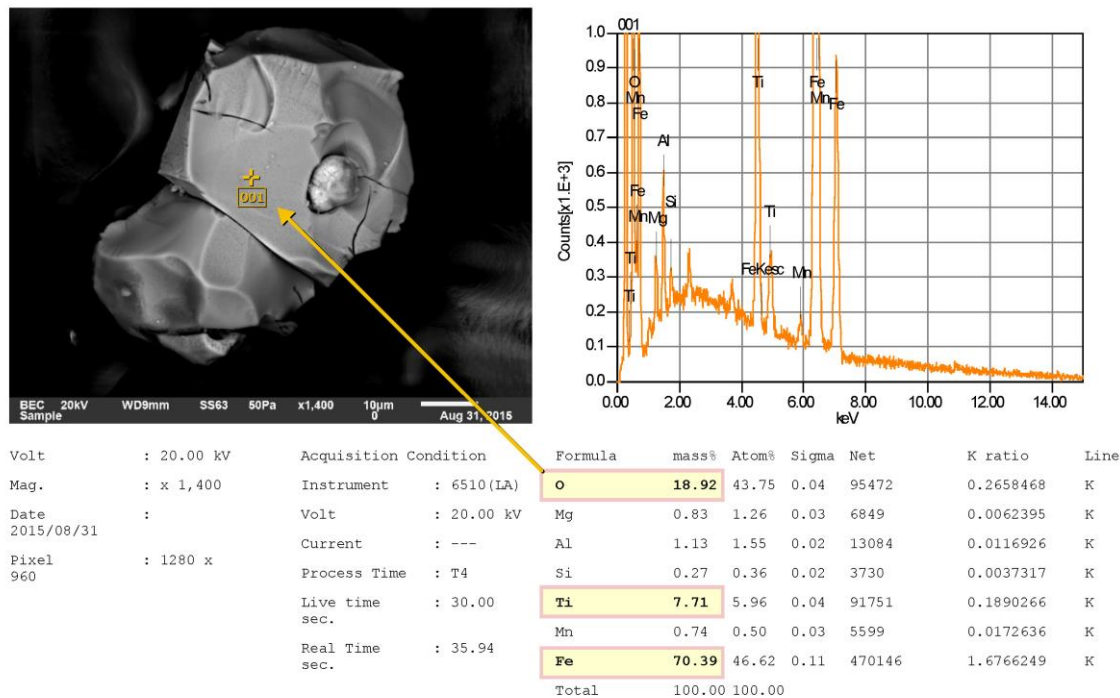 001
BEC 20kV WD9mm SS63 50Pa x1,400 10µm
Sample 0 Aug 31, 2015
001
1.0
0.9
0.8
0.7
0.6
0.5
0.4
0.3
0.2
0.1
0.0
Counts[x1.E+3]
O
Mn
Fe
Fe
Mn
Ti
Ti
Mg
Al
Si
Ti
Fe Kesc
Ti
Mn
Fe
Mn
Fe
0.00 2.00 4.00 6.00 8.00 10.00 12.00 14.00
keV
Volt : 20.00 kV
Mag. : x 1,400
Date :
2015/08/31
Pixel : 1280 x
960
Acquisition Condition
Instrument : 6510(LA)
Volt : 20.00 kV
Current : ---
Process Time : T4
Live time : 30.00
sec.
Real Time : 35.94
sec.
Formula mass% Atom% Sigma Net K ratio Line
O 18.92 43.75 0.04 95472 0.2658468 K
Mg 0.83 1.26 0.03 6849 0.0062395 K
Al 1.13 1.55 0.02 13084 0.0116926 K
Si 0.27 0.36 0.02 3730 0.0037317 K
Ti 7.71 5.96 0.04 91751 0.1890266 K
Mn 0.74 0.50 0.03 5599 0.0172636 K
Fe 70.39 46.62 0.11 470146 1.6766249 K
Total 100.00 100.00